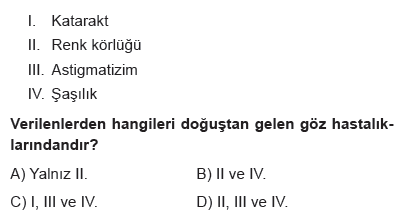 I. Katarakt
II. Renk körlüğü
III. Astigmatizim
IV. Şaşılık
Verilenlerden hangileri doğuştan gelen göz hastalık-
larındandır?
A) Yalnız II. B) II ve IV.
C) I, III ve IV. D) II, III ve IV.